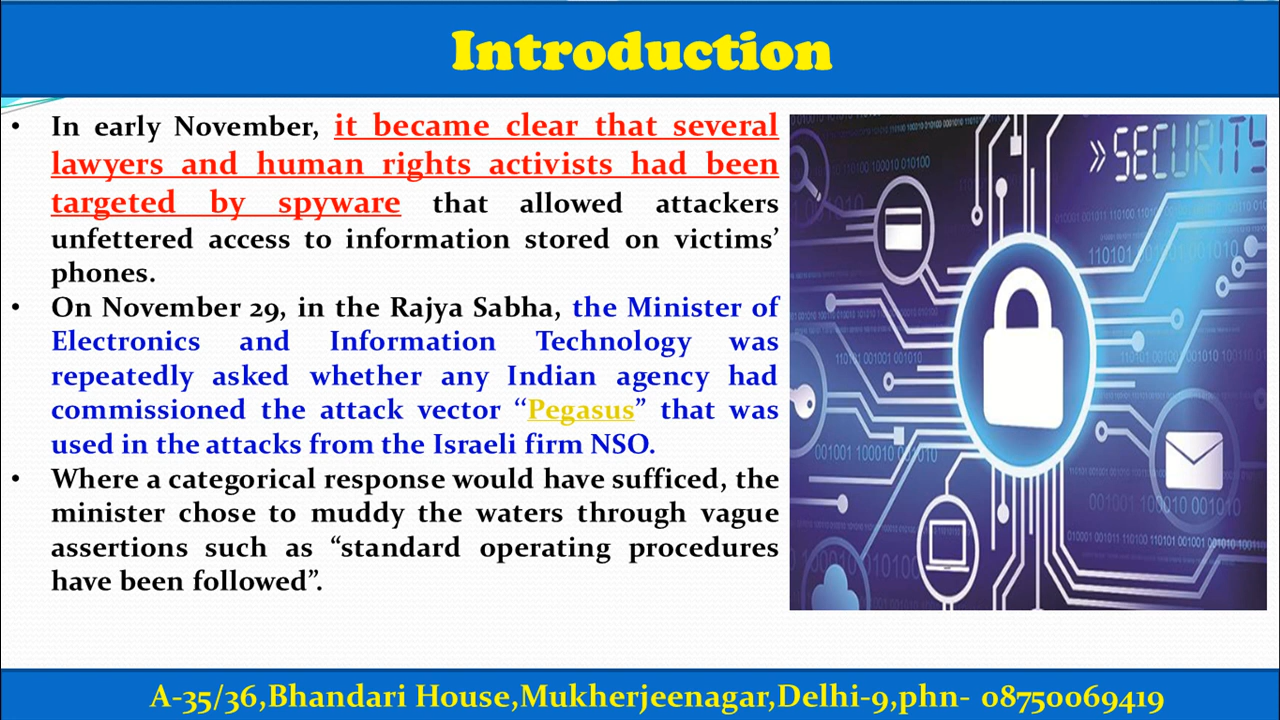 Introduction
• In early November, it became clear that several
lawyers and human rights activists had been
targeted by spyware that allowed attackers
unfettered access to information stored on victims’
phones.
• On November 29, in the Rajya Sabha, the Minister of
Electronics and Information Technology was
repeatedly asked whether any Indian agency had
commissioned the attack vector ‘‘Pegasus” that was
used in the attacks from the Israeli firm NSO.
• Where a categorical response would have sufficed, the
minister chose to muddy the waters through vague
assertions such as “standard operating procedures
have been followed”.
»SECURITY
A-35/36,Bhandari House,Mukherjeenagar,Delhi-9,phn- 08750069419